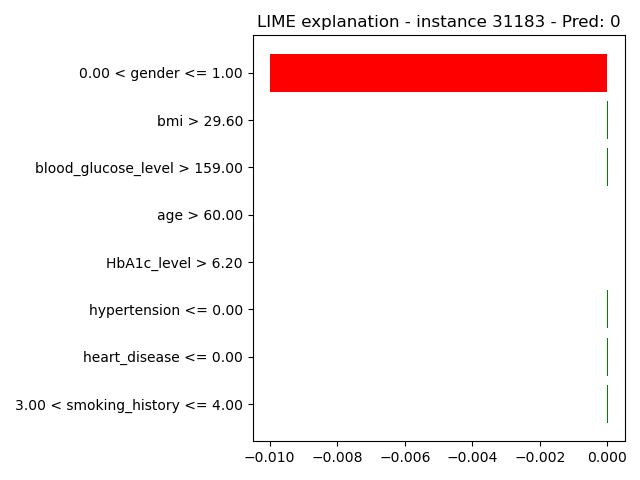 LIME explanation - instance 31183 - Pred: 0
0.00 < gender <= 1.00
bmi > 29.60
blood_glucose_level > 159.00
age > 60.00
HbA1c_level > 6.20
hypertension <= 0.00
heart_disease <= 0.00
3.00 < smoking_history <= 4.00
−0.010 −0.008 −0.006 −0.004 −0.002 0.000